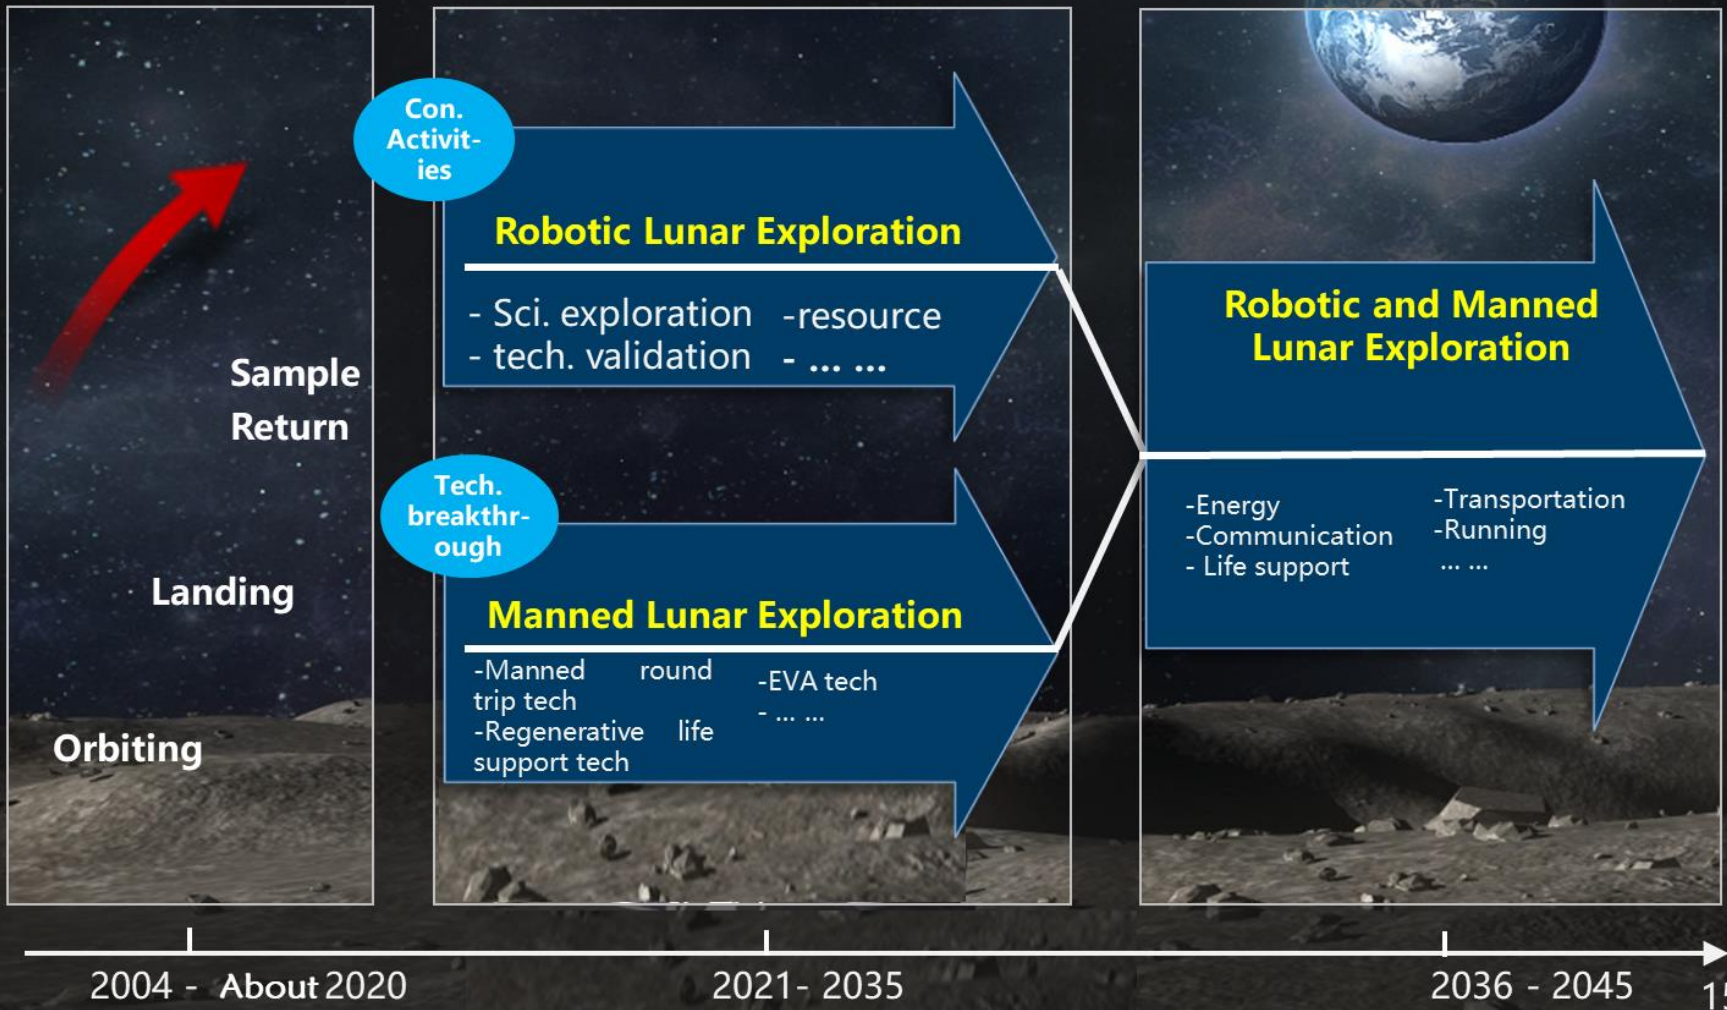 Sample
Return
Landing
Orbiting
Con.
Activit-
ies
Robotic Lunar Exploration
- Sci. exploration
- tech. validation
-resource
- ... ...
Tech.
breakthr-
ough
Manned Lunar Exploration
-Manned round
trip tech
-Regenerative life
support tech
-EVA tech
- ... ...
Robotic and Manned
Lunar Exploration
-Energy
-Communication
- Life support
-Transportation
-Running
... ...
2004 - About 2020
2021- 2035
2036 - 2045